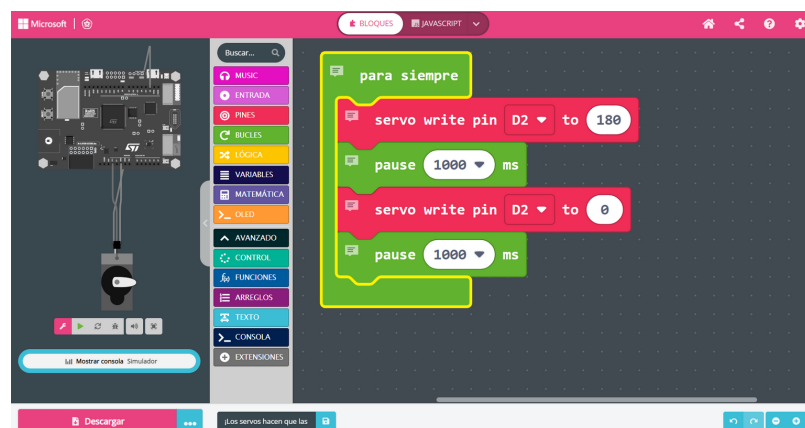 Microsoft
BLOQUES
JAVASCRIPT
Buscar...
MUSIC
ENTRADA
PINES
BUCLES
LÓGICA
VARIABLES
MATEMÁTICA
OLED
AVANZADO
CONTROL
FUNCIONES
ARREGLOS
TEXTO
CONSOLA
EXTENSIONES
para siempre
servo write pin D2 to 180
pause 1000 ms
servo write pin D2 to 0
pause 1000 ms
Mostrar consola Simulador
Descargar
¡Los servos hacen que las